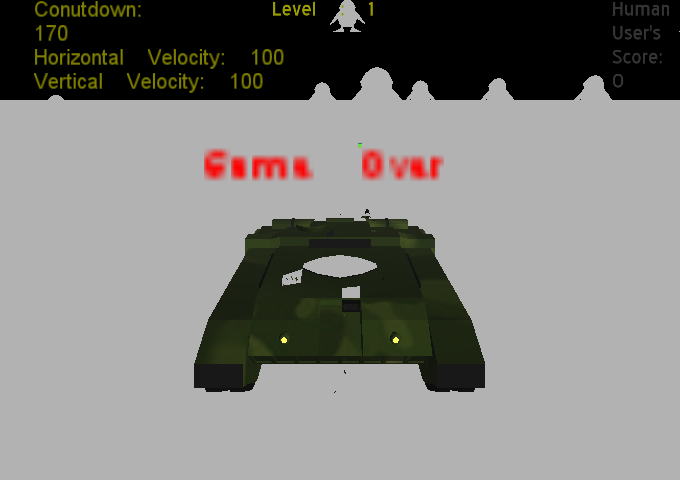 Conutdown:
170
Horizontal Velocity: 100
Vertical Velocity: 100
Level 1
Human
User's
Score:
0
Game Over